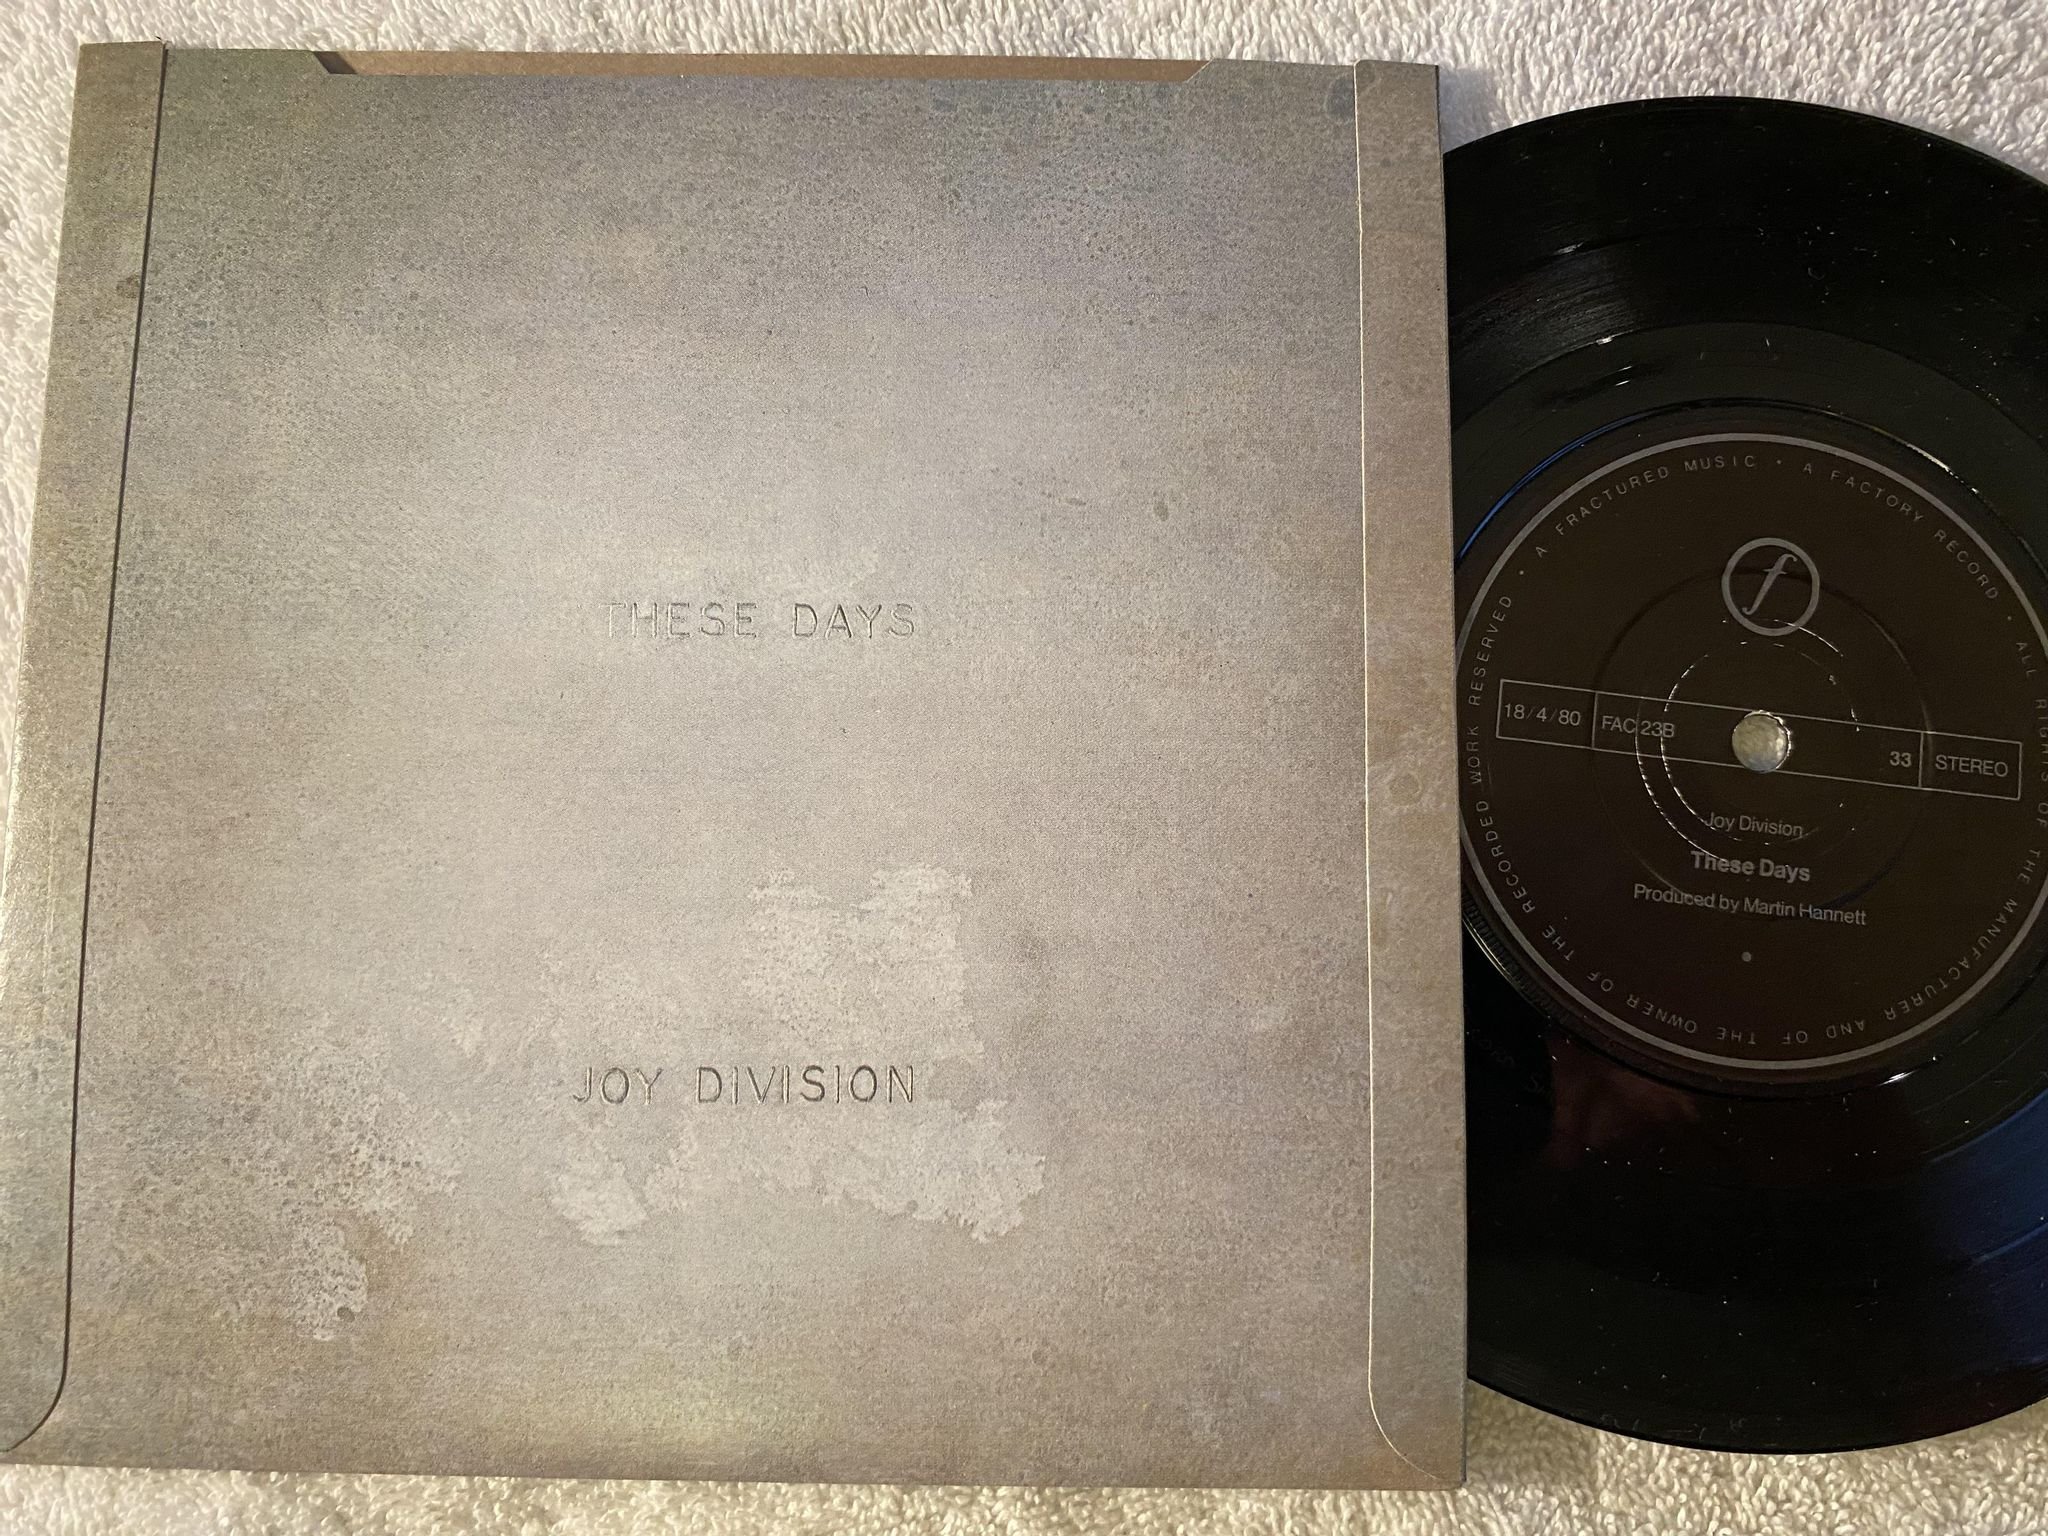 THESE DAYS
JOY DIVISION
A FRACTURED MUSIC • A FACTORY RECORD • ALL RIGHTS OF THE MANUFACTURER AND OF THE OWNER OF THE RECORDED WORK RESERVED •
f
18/4/80 FAC 23B 33 STEREO
Joy Division
These Days
Produced by Martin Hannett